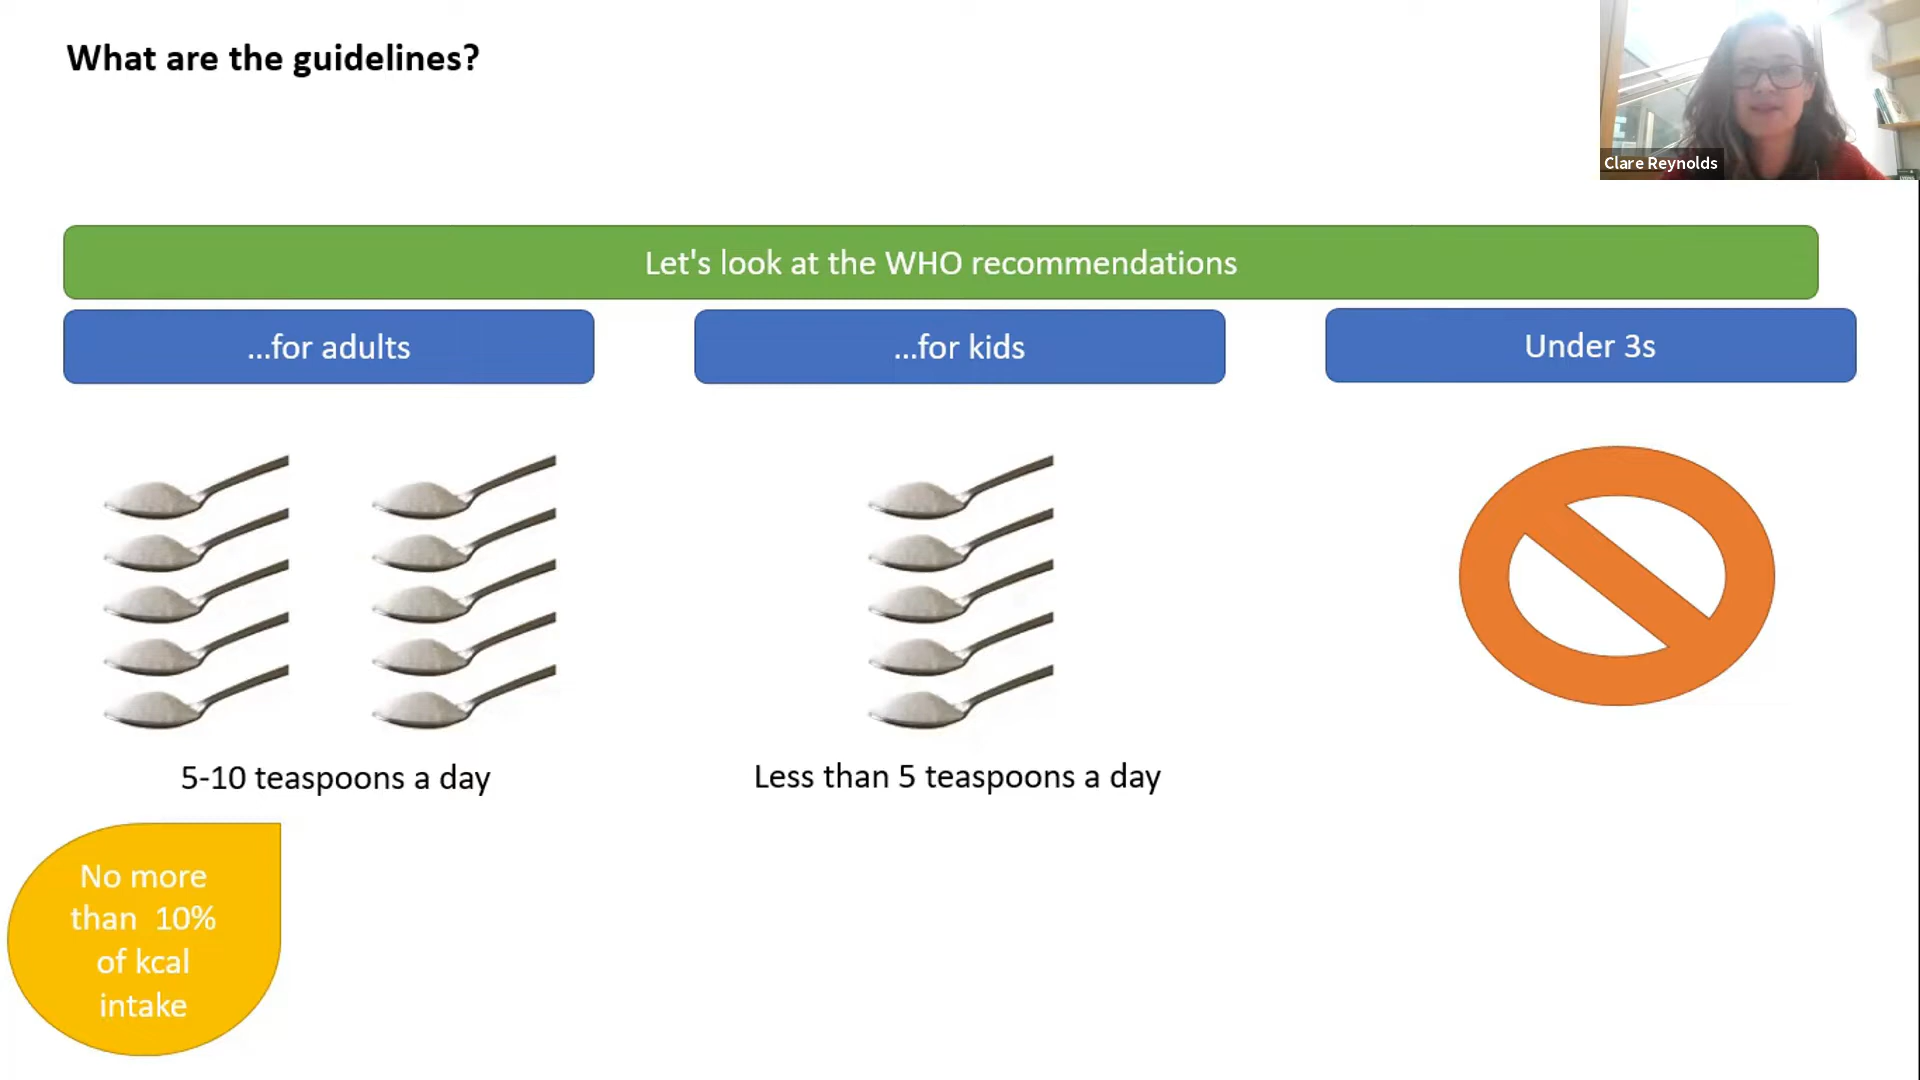 What are the guidelines?
Clare Reynolds
Let's look at the WHO recommendations
...for adults
...for kids
Under 3s
5-10 teaspoons a day
Less than 5 teaspoons a day
No more
than 10%
of kcal
intake